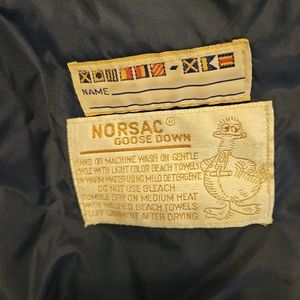 NAME
NORSAC®
GOOSE DOWN
HAND OR MACHINE WASH ON GENTLE
CYCLE WITH LIGHT COLOR BEACH TOWELS
IN WARM WATER USING MILD DETERGENT.
DO NOT USE BLEACH
TUMBLE DRY ON MEDIUM HEAT
WITH WASHED BEACH TOWELS
FLUFF GARMENT AFTER DRYING.